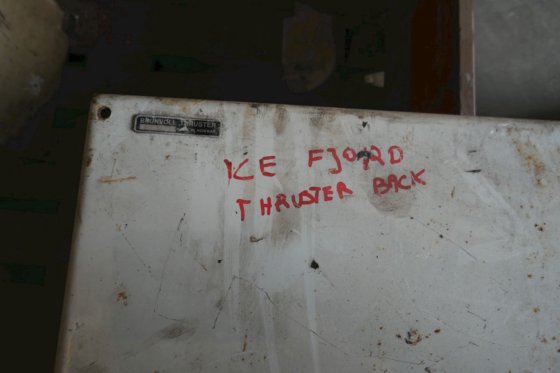 BRUNVOLL THRUSTER
ICE FJORD
THRUSTER BACK